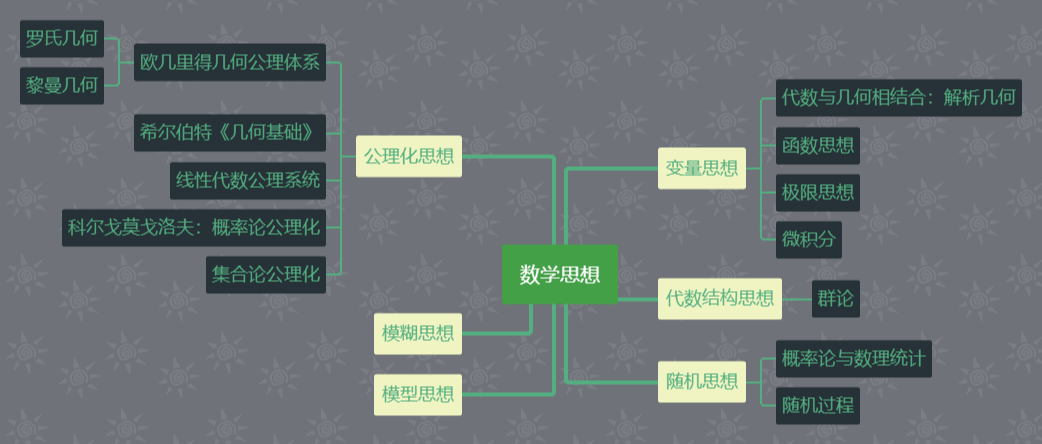 数学思想
变量思想
代数与几何相结合：解析几何
函数思想
极限思想
微积分
代数结构思想
群论
随机思想
概率论与数理统计
随机过程
公理化思想
欧几里得几何公理体系
罗氏几何
黎曼几何
希尔伯特《几何基础》
线性代数公理系统
科尔戈莫戈洛夫：概率论公理化
集合论公理化
模糊思想
模型思想